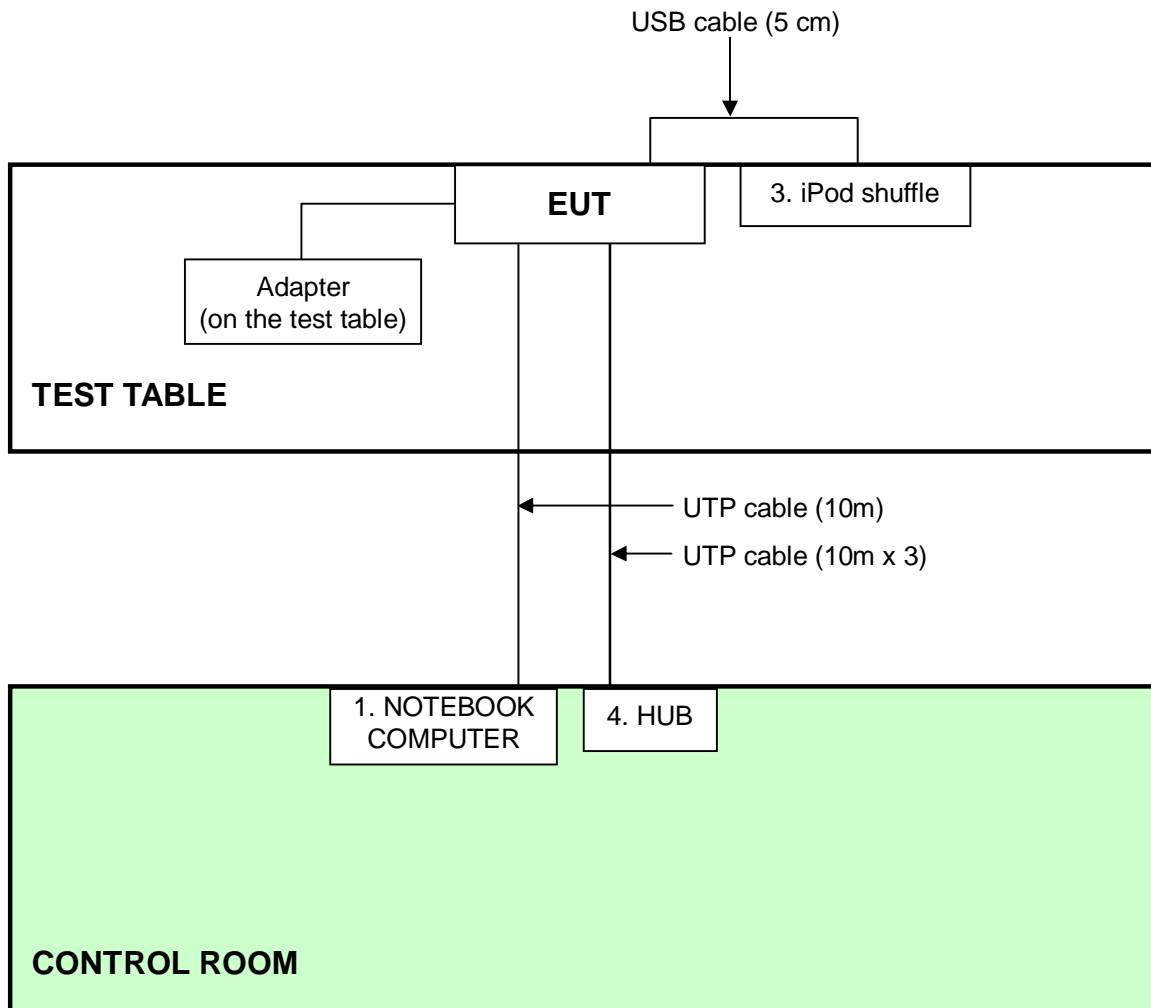 USB cable (5 cm)
EUT
3. iPod shuffle
Adapter
(on the test table)
TEST TABLE
UTP cable (10m)
UTP cable (10m x 3)
1. NOTEBOOK
COMPUTER
4. HUB
CONTROL ROOM